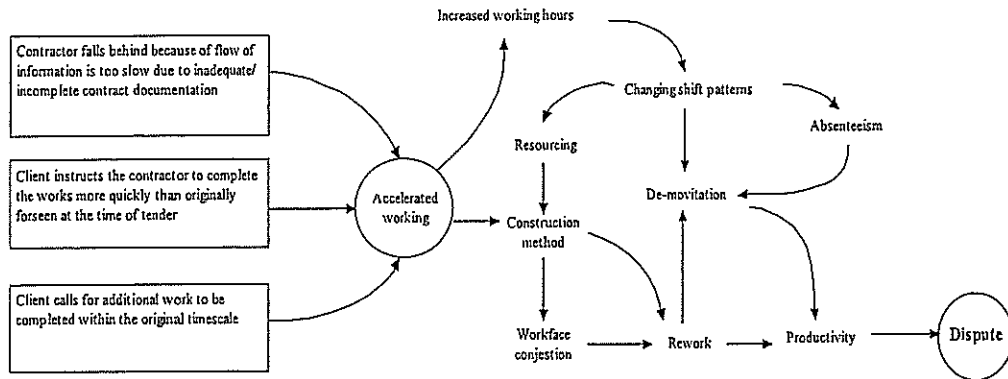 Increased working hours
Contractor falls behind because of flow of
information is too slow due to inadequate/
incomplete contract documentation
Changing shift patterns
Absenteeism
Resourcing
Client instructs the contractor to complete
the works more quickly than originally
forseen at the time of tender
Accelerated
working
De-movitation
Construction
method
Client calls for additional work to be
completed within the original timescale
Workface
conjestion
Rework
Productivity
Dispute